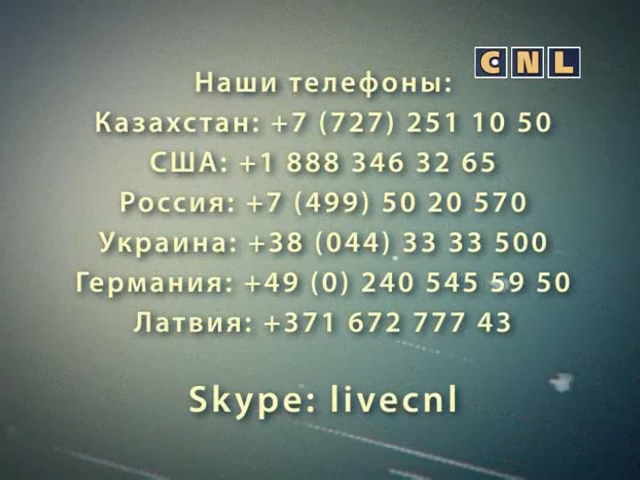 CNL
Наши телефоны:
Казахстан: +7 (727) 251 10 50
США: +1 888 346 32 65
Россия: +7 (499) 50 20 570
Украина: +38 (044) 33 33 500
Германия: +49 (0) 240 545 59 50
Латвия: +371 672 777 43
Skype: livecnl